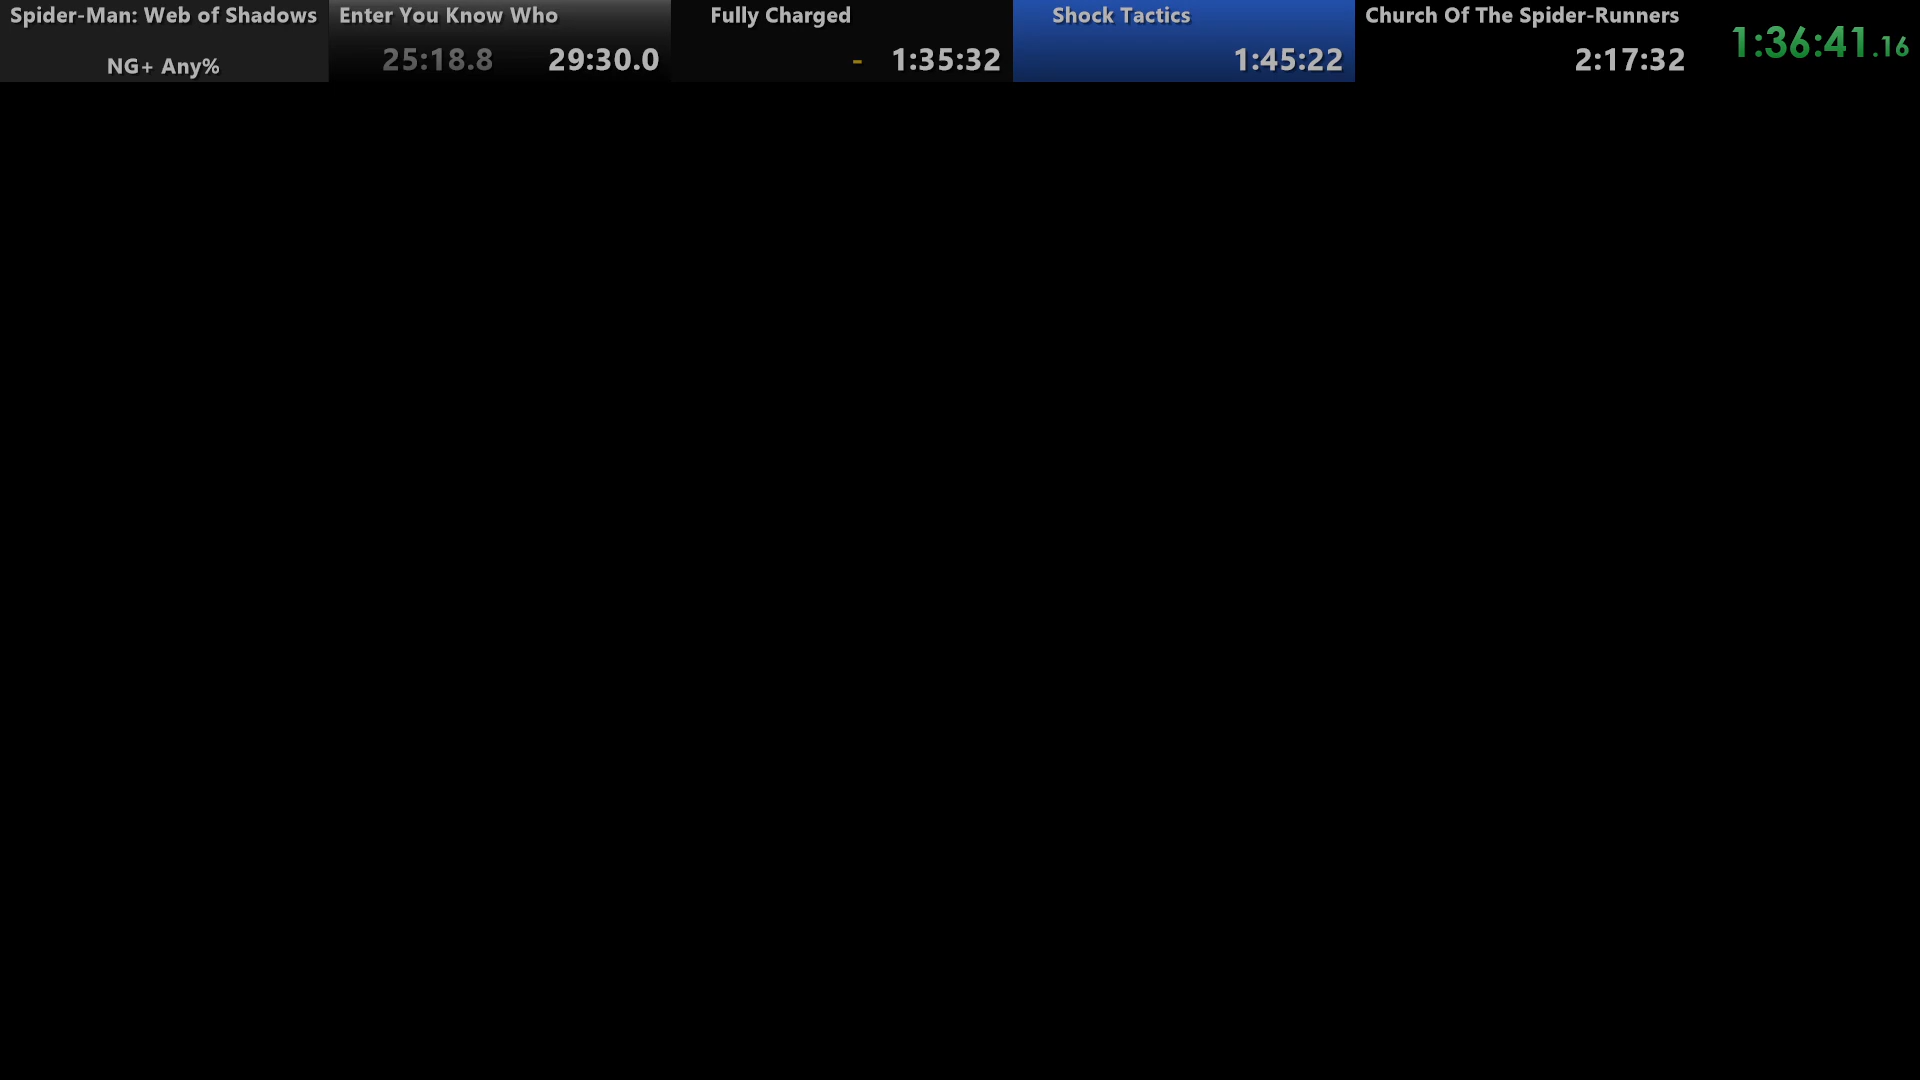 Spider-Man: Web of Shadows
NG+ Any%
Enter You Know Who
25:18.8 29:30.0
Fully Charged
- 1:35:32
Shock Tactics
1:45:22
Church Of The Spider-Runners
2:17:32
1:36:41.16